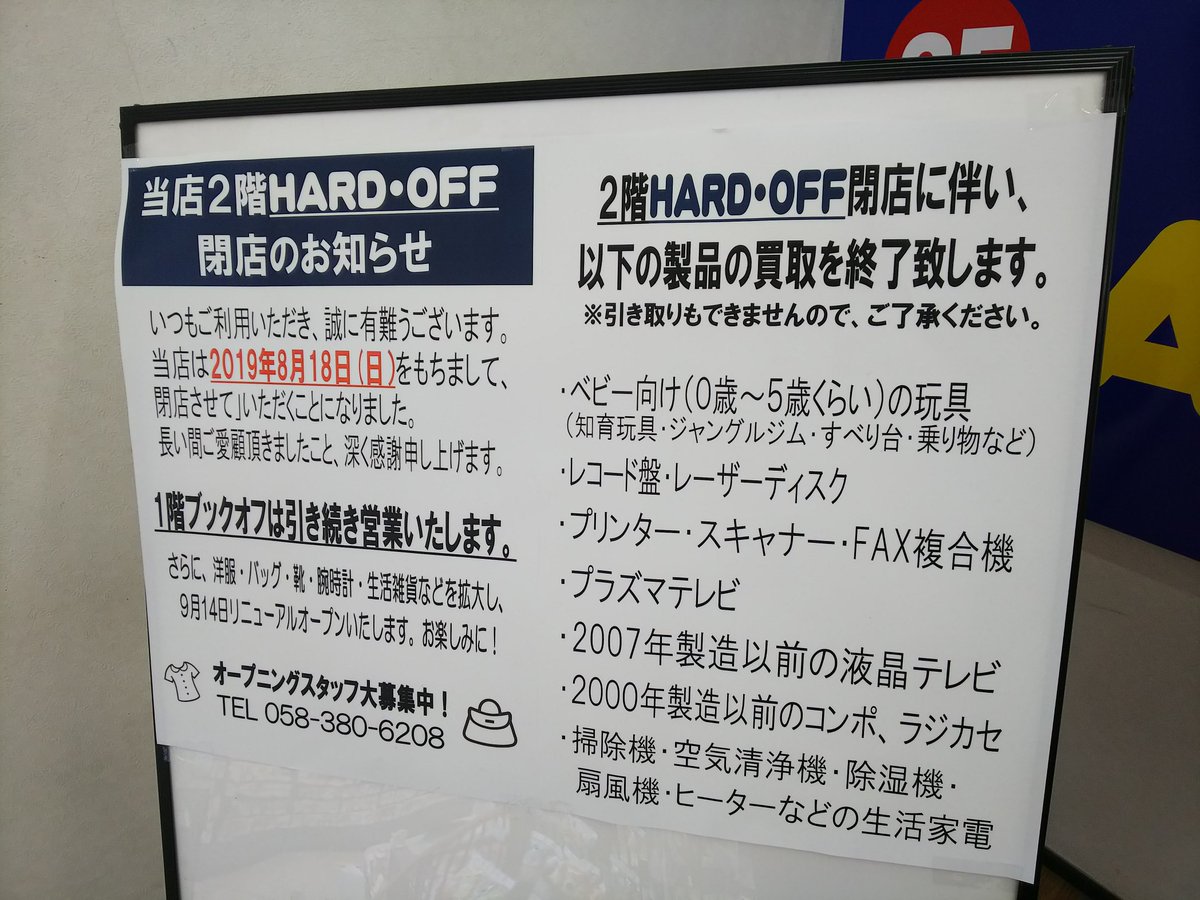 当店2階HARD・OFF
閉店のお知らせ
いつもご利用いただき、誠に有難うございます。
当店は2019年8月18日(日)をもちまして、
閉店させて」いただくことになりました。
長い間ご愛顧頂きましたこと、深く感謝申し上げます。
1階ブックオフは引き続き営業いたします。
さらに、洋服・バッグ・靴・腕時計・生活雑貨などを拡大し、
9月14日リニューアルオープンいたします。お楽しみに!
オープニングスタッフ大募集中!
TEL 058-380-6208
2階HARD・OFF閉店に伴い、
以下の製品の買取を終了致します。
※引き取りもできませんので、ご了承ください。
・ベビー向け(0歳~5歳くらい)の玩具
(知育玩具・ジャングルジム・すべり台・乗り物など)
・レコード盤・レーザーディスク
・プリンター・スキャナー・FAX複合機
・プラズマテレビ
・2007年製造以前の液晶テレビ
・2000年製造以前のコンポ、ラジカセ
・掃除機・空気清浄機・除湿機・
扇風機・ヒーターなどの生活家電